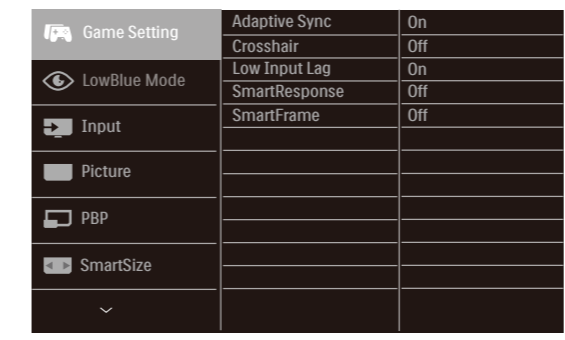 Game Setting
LowBlue Mode
Input
Picture
PBP
SmartSize
Adaptive Sync On
Crosshair Off
Low Input Lag On
SmartResponse Off
SmartFrame Off